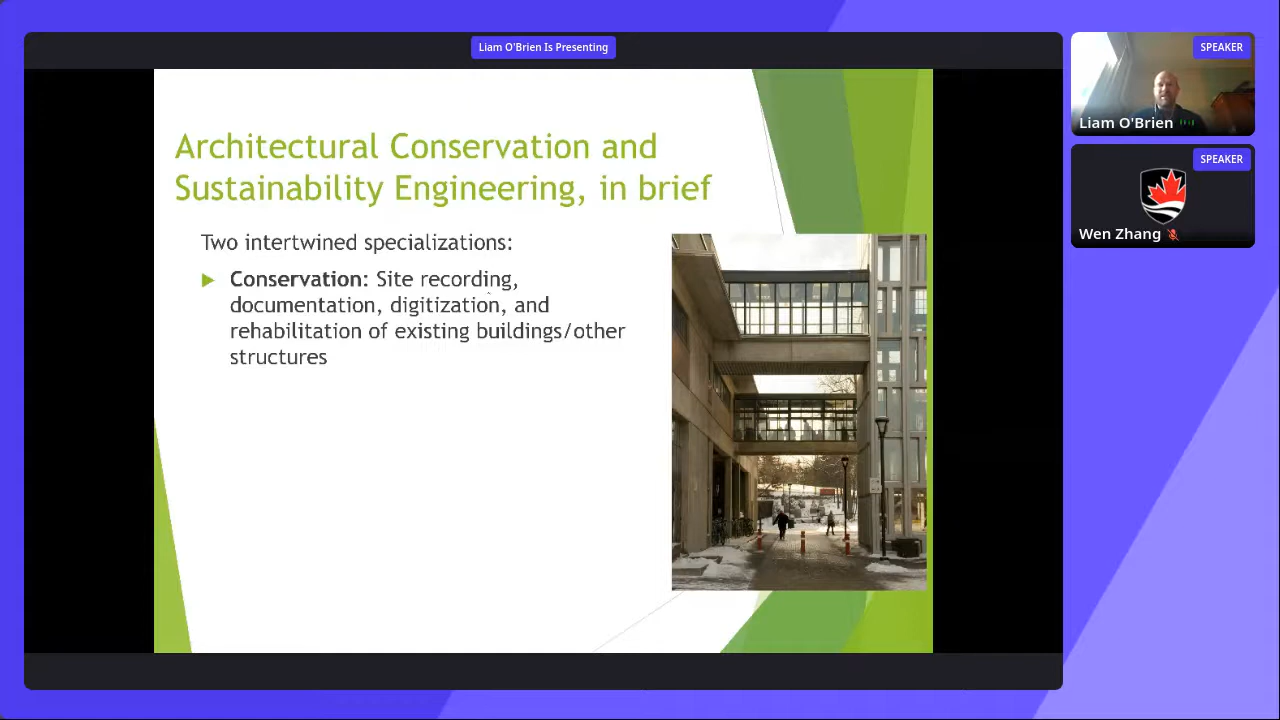 Liam O'Brien Is Presenting
Architectural Conservation and
Sustainability Engineering, in brief
Two intertwined specializations:
Conservation: Site recording,
documentation, digitization, and
rehabilitation of existing buildings/other
structures
SPEAKER
Liam O'Brien
SPEAKER
Wen Zhang